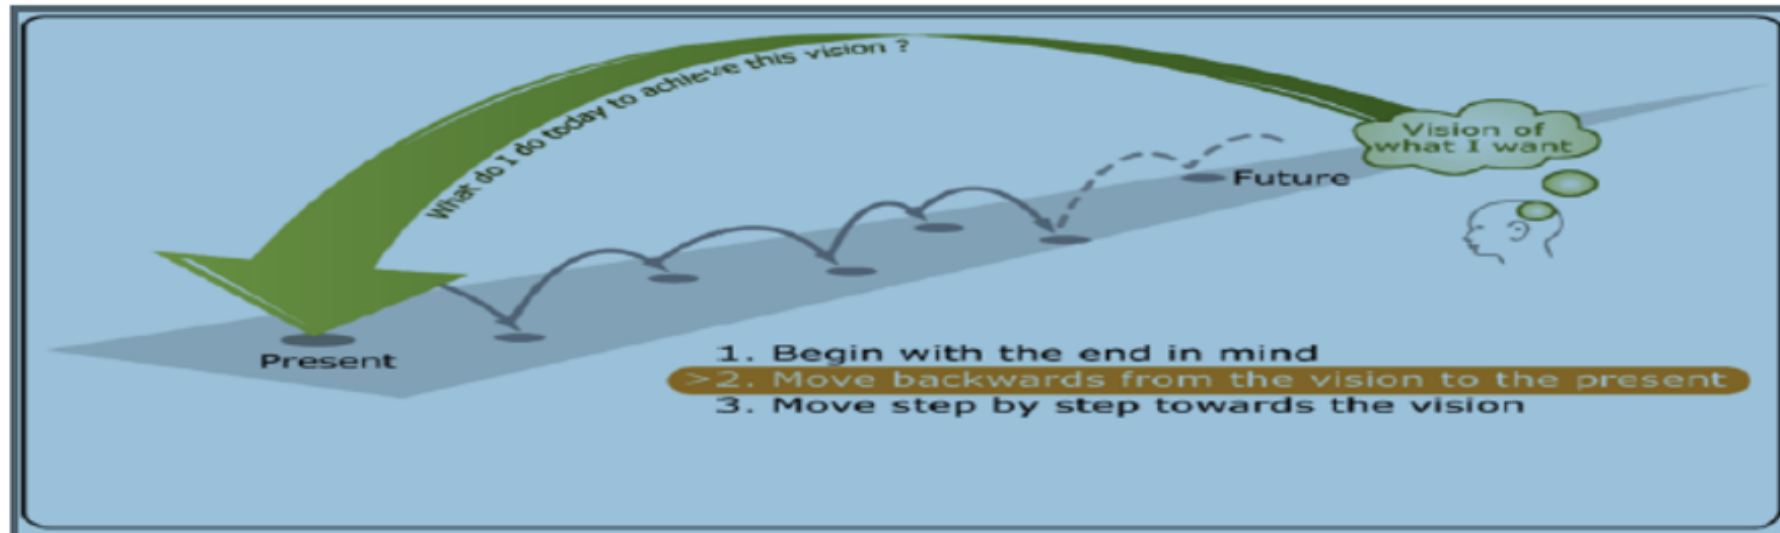 What do I do today to achieve this vision ?
Vision of
what I want
Future
Present
1. Begin with the end in mind
>2. Move backwards from the vision to the present
3. Move step by step towards the vision